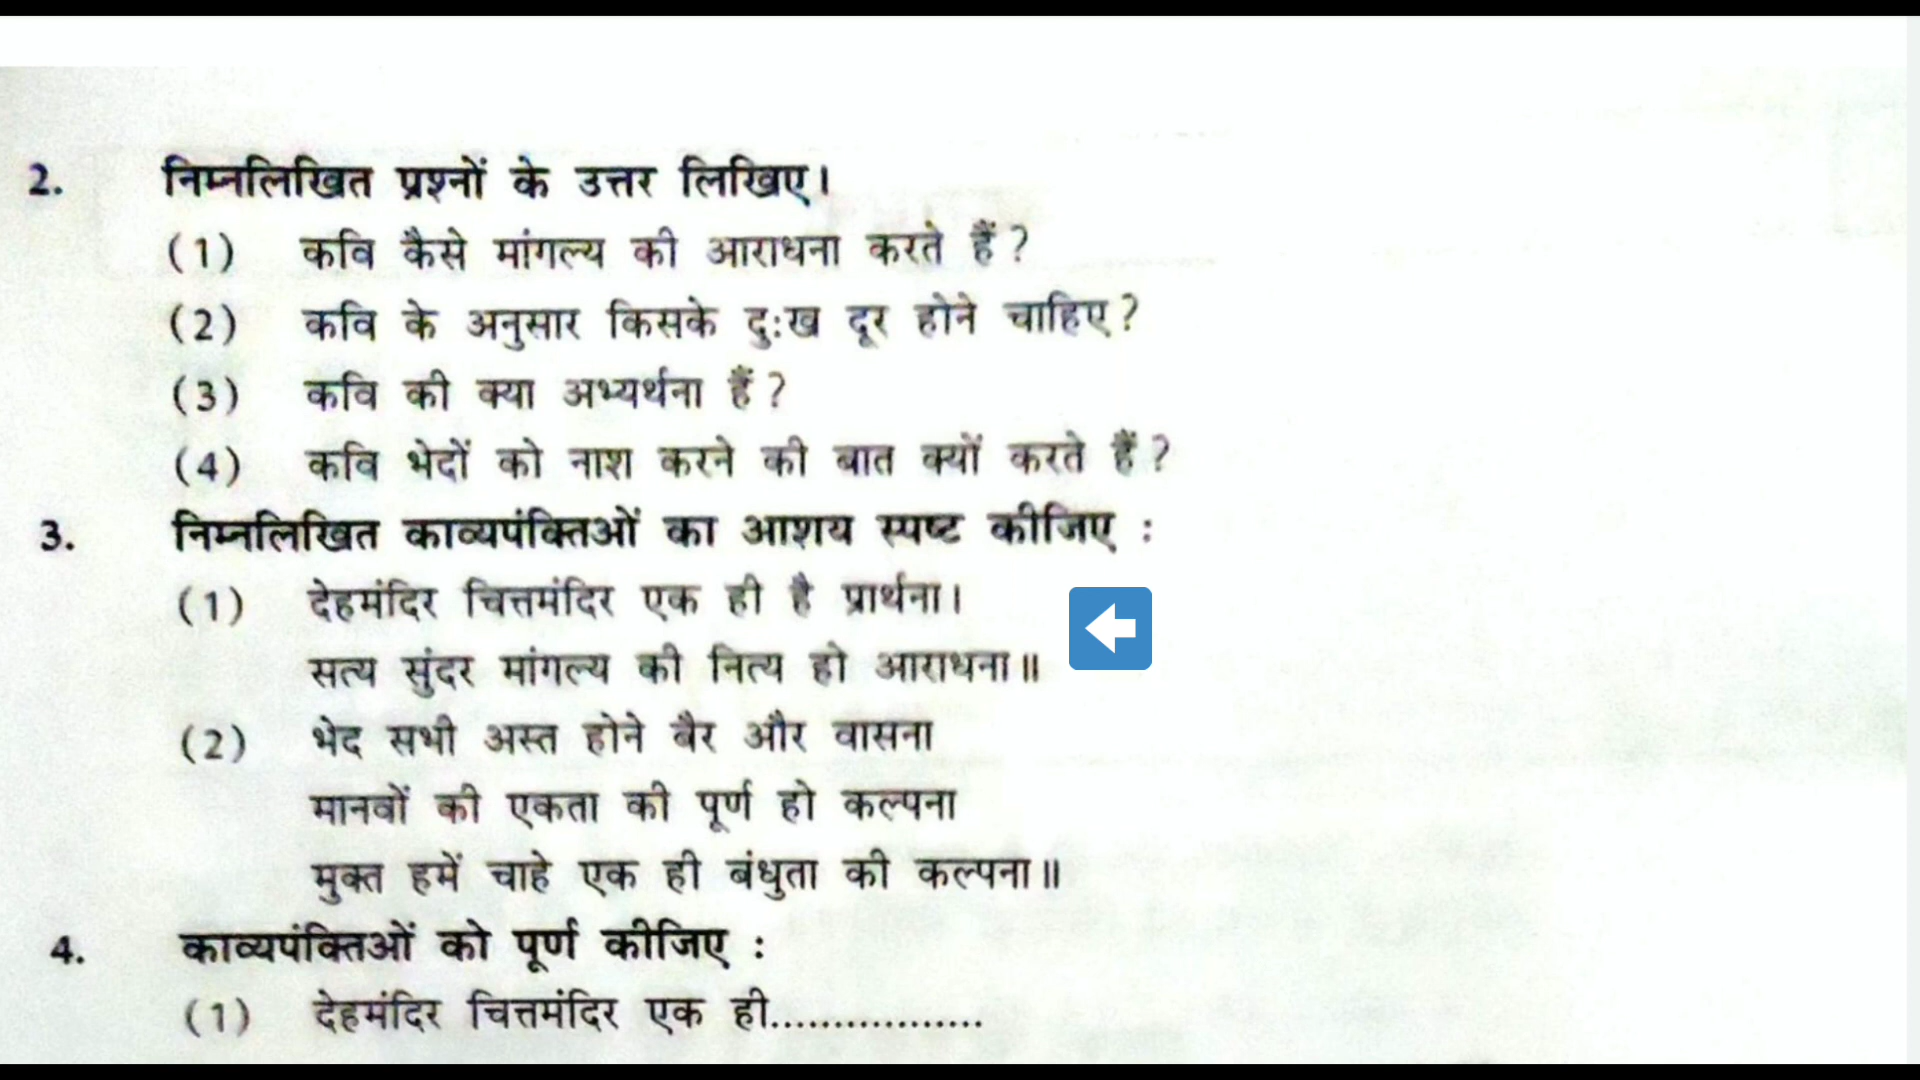 2. निम्नलिखित प्रश्नों के उत्तर लिखिए।
(1) कवि कैसे मांगल्य की आराधना करते हैं?
(2) कवि के अनुसार किसके दुःख दूर होने चाहिए?
(3) कवि की क्या अभ्यर्थना हैं?
(4) कवि भेदों को नाश करने की बात क्यों करते हैं?
3. निम्नलिखित काव्यपंक्तिओं का आशय स्पष्ट कीजिए :
(1) देहमंदिर चित्तमंदिर एक ही है प्रार्थना।
सत्य सुंदर मांगल्य की नित्य हो आराधना॥
(2) भेद सभी अस्त होने बैर और वासना
मानवों की एकता की पूर्ण हो कल्पना
मुक्त हमें चाहे एक ही बंधुता की कल्पना॥
4. काव्यपंक्तिओं को पूर्ण कीजिए :
(1) देहमंदिर चित्तमंदिर एक ही..................